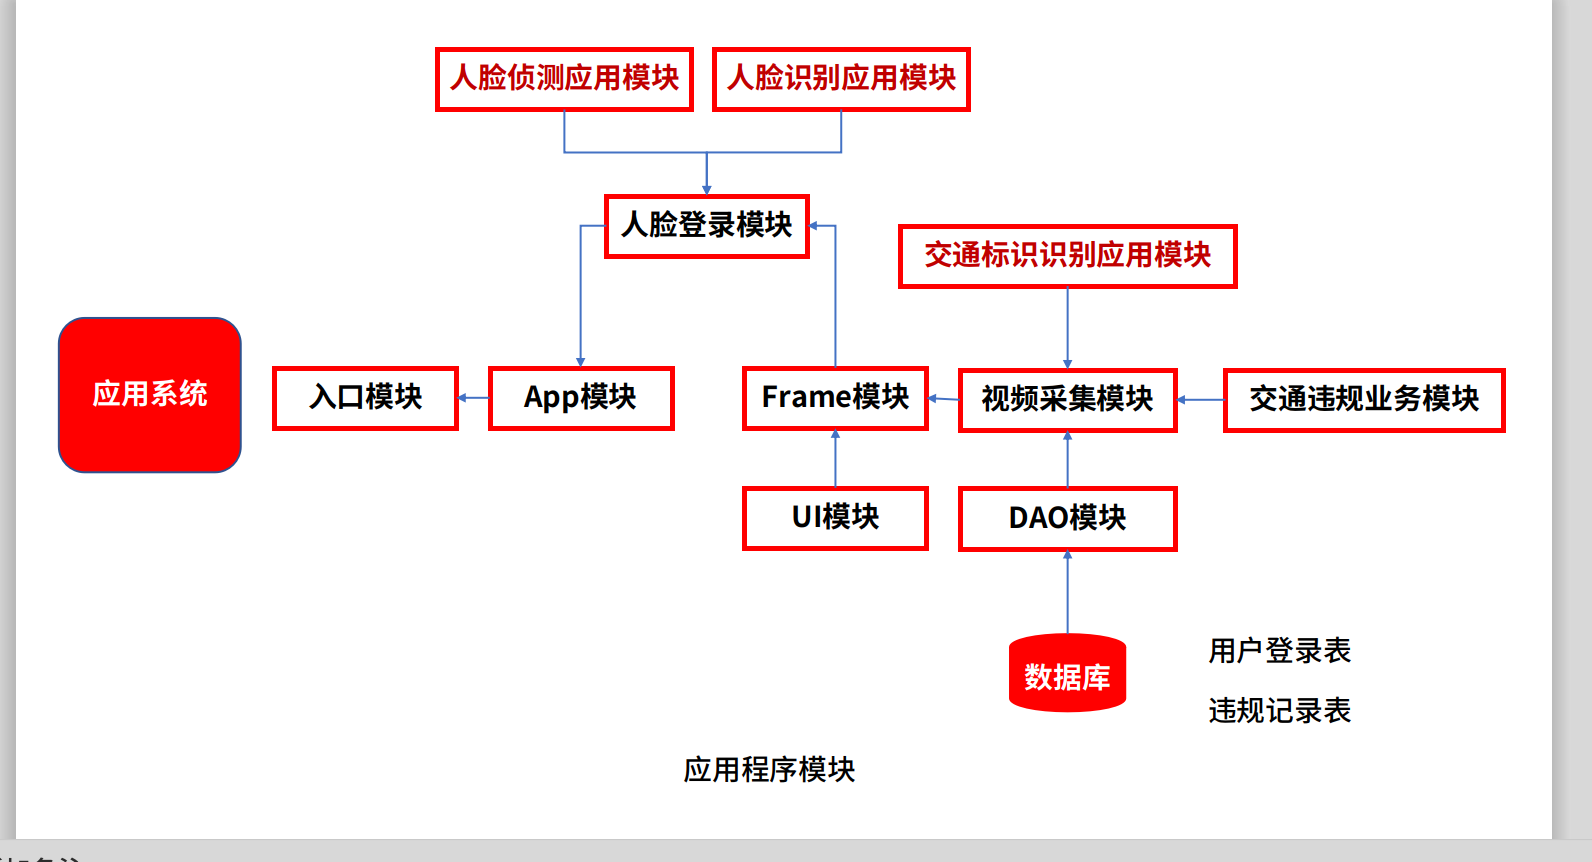 人脸侦测应用模块
人脸识别应用模块
人脸登录模块
交通标识识别应用模块
应用系统
入口模块
App模块
Frame模块
视频采集模块
交通违规业务模块
UI模块
DAO模块
数据库
用户登录表
违规记录表
应用程序模块